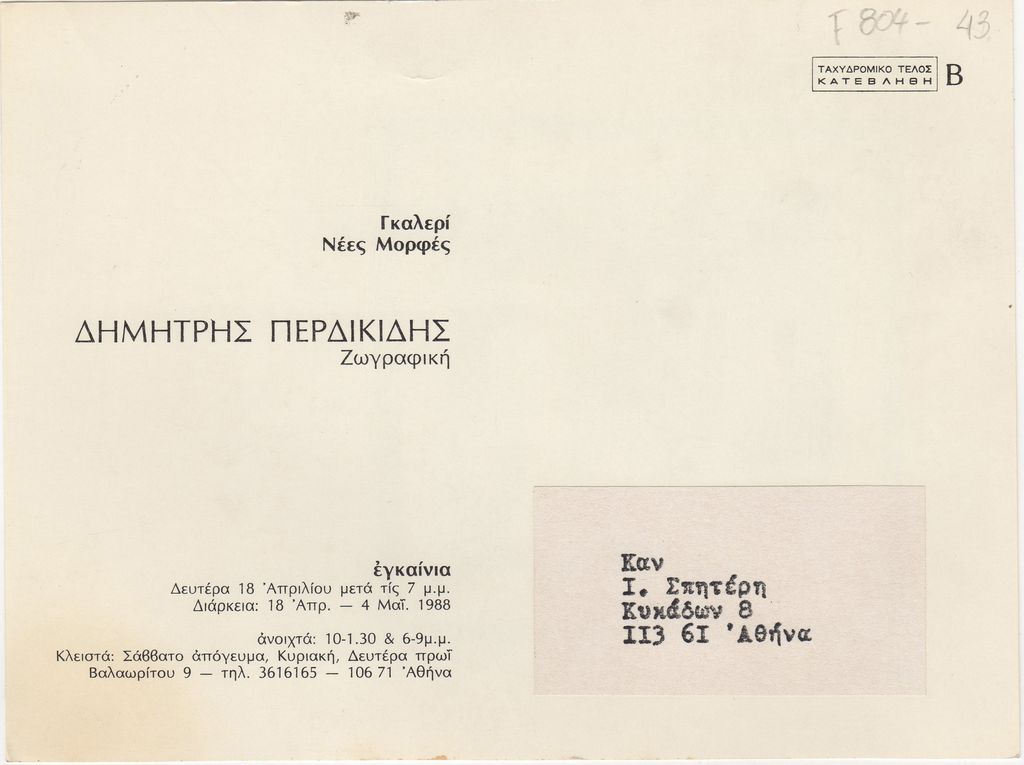 F 804 - 43
ΤΑΧΥΔΡΟΜΙΚΟ ΤΕΛΟΣ
ΚΑΤΕΒΛΗΘΗ
Β
Γκαλερί
Νέες Μορφές
ΔΗΜΗΤΡΗΣ ΠΕΡΔΙΚΙΔΗΣ
Ζωγραφική
ἐγκαίνια
Δευτέρα 18 Ἀπριλίου μετά τίς 7 μ.μ.
Διάρκεια: 18 Ἀπρ. — 4 Μαΐ. 1988
ἀνοιχτά: 10-1.30 & 6-9μ.μ.
Κλειστά: Σάββατο ἀπόγευμα, Κυριακή, Δευτέρα πρωΐ
Βαλαωρίτου 9 — τηλ. 3616165 — 106 71 Ἀθήνα
Καν
Ι. Σπητέρη
Κυκάδων 8
ΙΙ3 6Ι Ἀθήνα